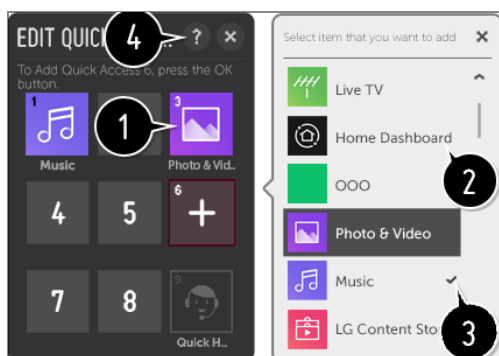 EDIT QUIC 4 .. ? ×
To Add Quick Access 6, press the OK
button.
1 Music
1
3 Photo & Vid..
4
5
6 +
7
8
9 Quick H..
Select item that you want to add ×
Live TV
Home Dashboard
2
OOO
Photo & Video
Music
LG Content Sto
3